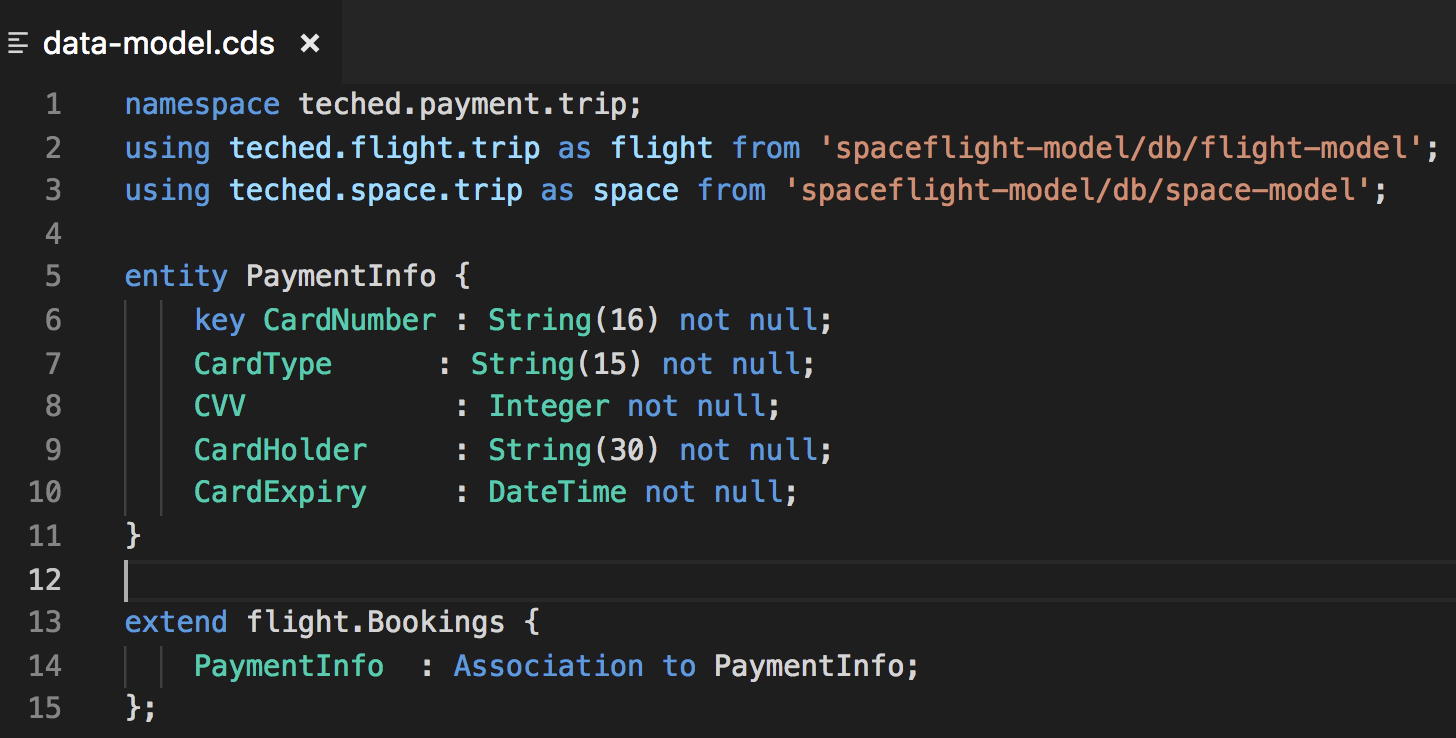 data-model.cds ×
1 namespace teched.payment.trip;
2 using teched.flight.trip as flight from 'spaceflight-model/db/flight-model';
3 using teched.space.trip as space from 'spaceflight-model/db/space-model';
4
5 entity PaymentInfo {
6 key CardNumber : String(16) not null;
7 CardType : String(15) not null;
8 CVV : Integer not null;
9 CardHolder : String(30) not null;
10 CardExpiry : DateTime not null;
11 }
12
13 extend flight.Bookings {
14 PaymentInfo : Association to PaymentInfo;
15 };